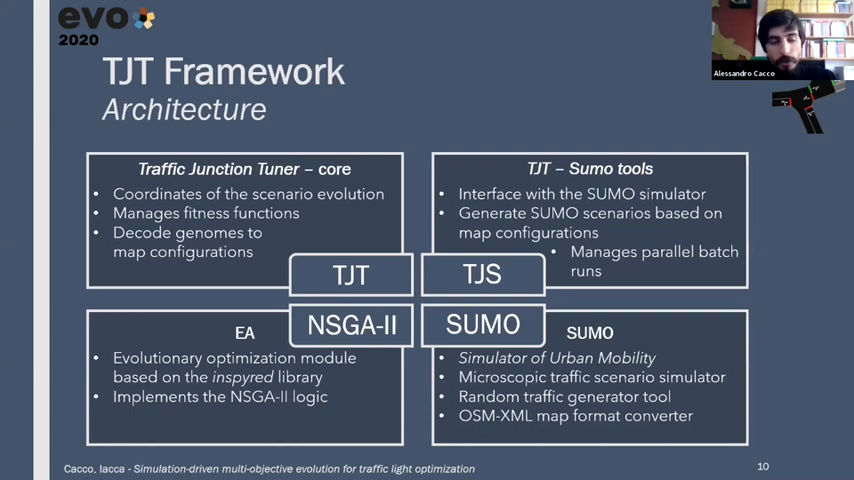 evo
2020
Alessandro Cacco
TJT Framework
Architecture
Traffic Junction Tuner – core
• Coordinates of the scenario evolution
• Manages fitness functions
• Decode genomes to
map configurations
TJT – Sumo tools
• Interface with the SUMO simulator
• Generate SUMO scenarios based on
map configurations
• Manages parallel batch
runs
TJT
TJS
NSGA-II
SUMO
EA
• Evolutionary optimization module
based on the inspyred library
• Implements the NSGA-II logic
SUMO
• Simulator of Urban Mobility
• Microscopic traffic scenario simulator
• Random traffic generator tool
• OSM-XML map format converter
Cacco, Iacca - Simulation-driven multi-objective evolution for traffic light optimization
10